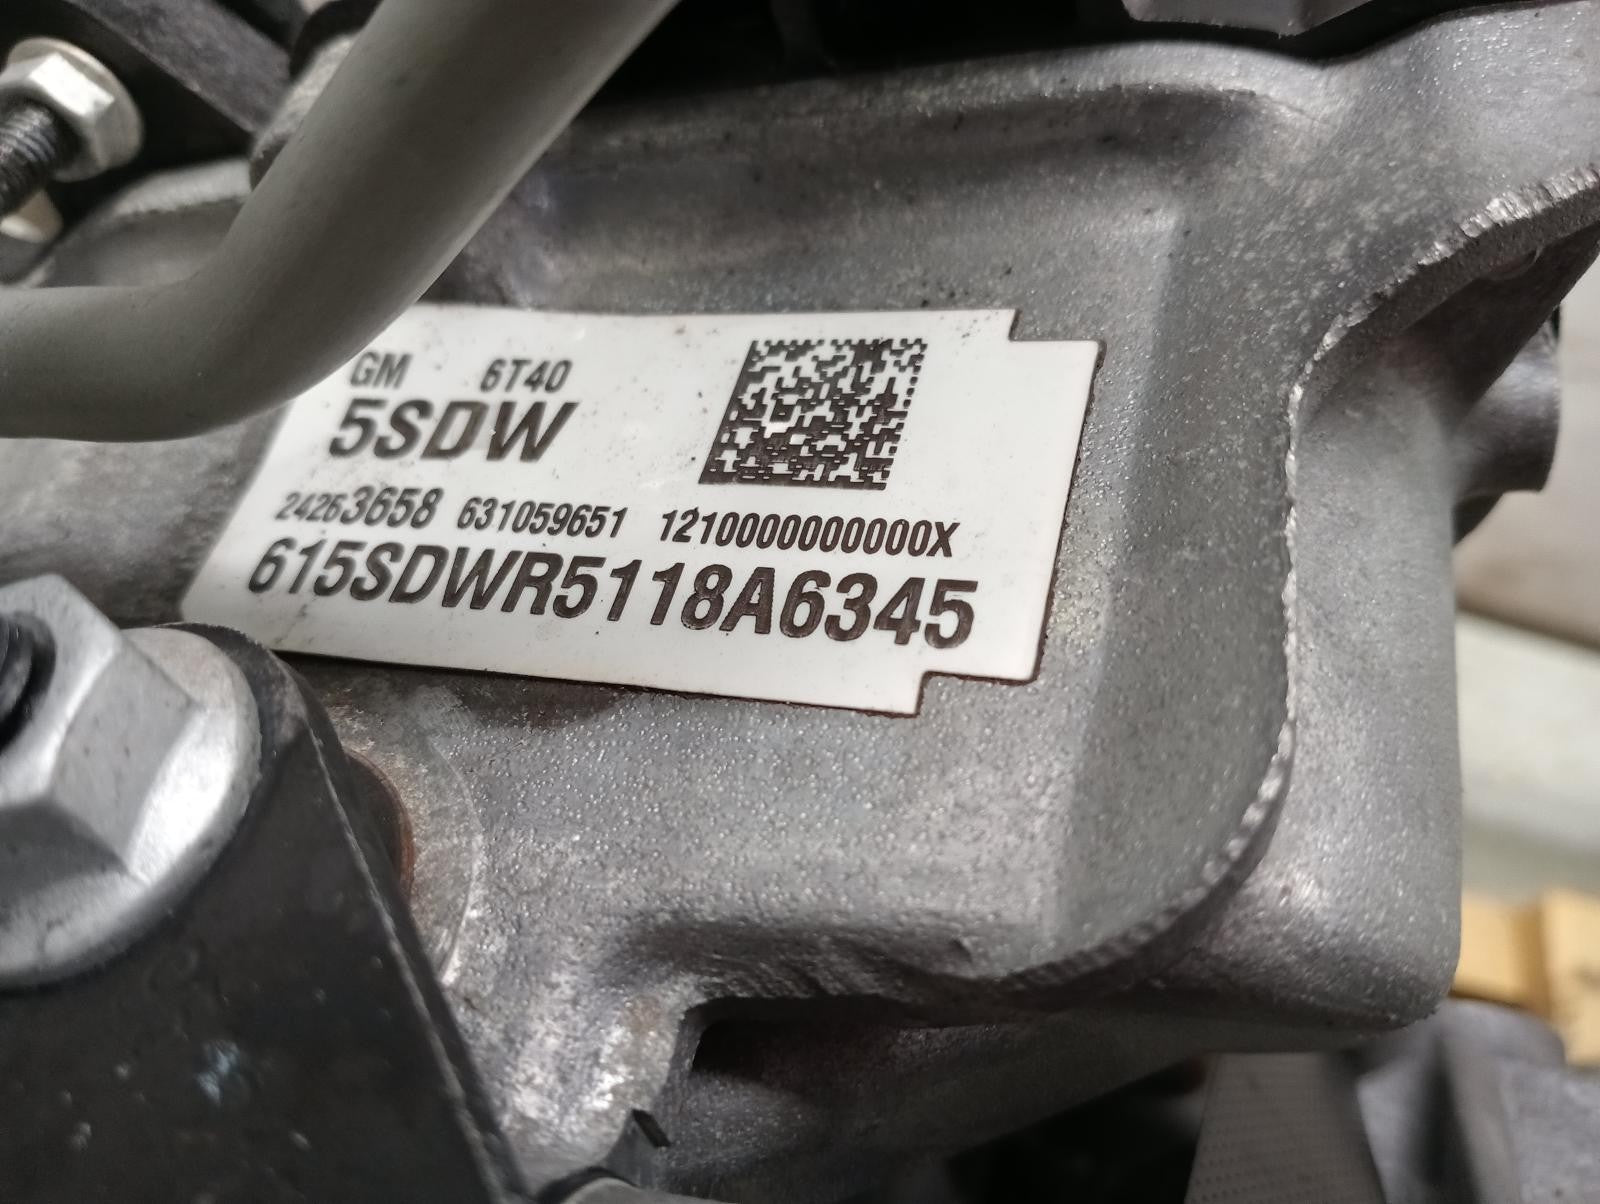 GM 6T40
5SDW
24263658 631059651 1210000000000X
615SDWR5118A6345